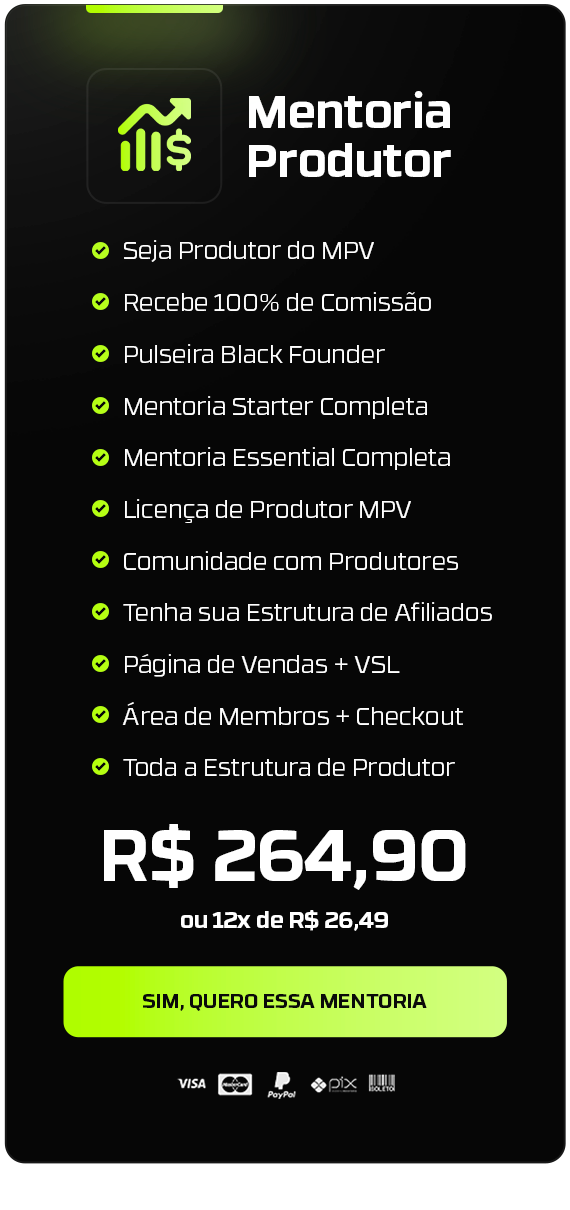 Mentoria
Produtor
Seja Produtor do MPV
Recebe 100% de Comissão
Pulseira Black Founder
Mentoria Starter Completa
Mentoria Essential Completa
Licença de Produtor MPV
Comunidade com Produtores
Tenha sua Estrutura de Afiliados
Página de Vendas + VSL
Área de Membros + Checkout
Toda a Estrutura de Produtor
R$ 264,90
ou 12x de R$ 26,49
SIM, QUERO ESSA MENTORIA
VISA MasterCard PayPal pix BOLETO